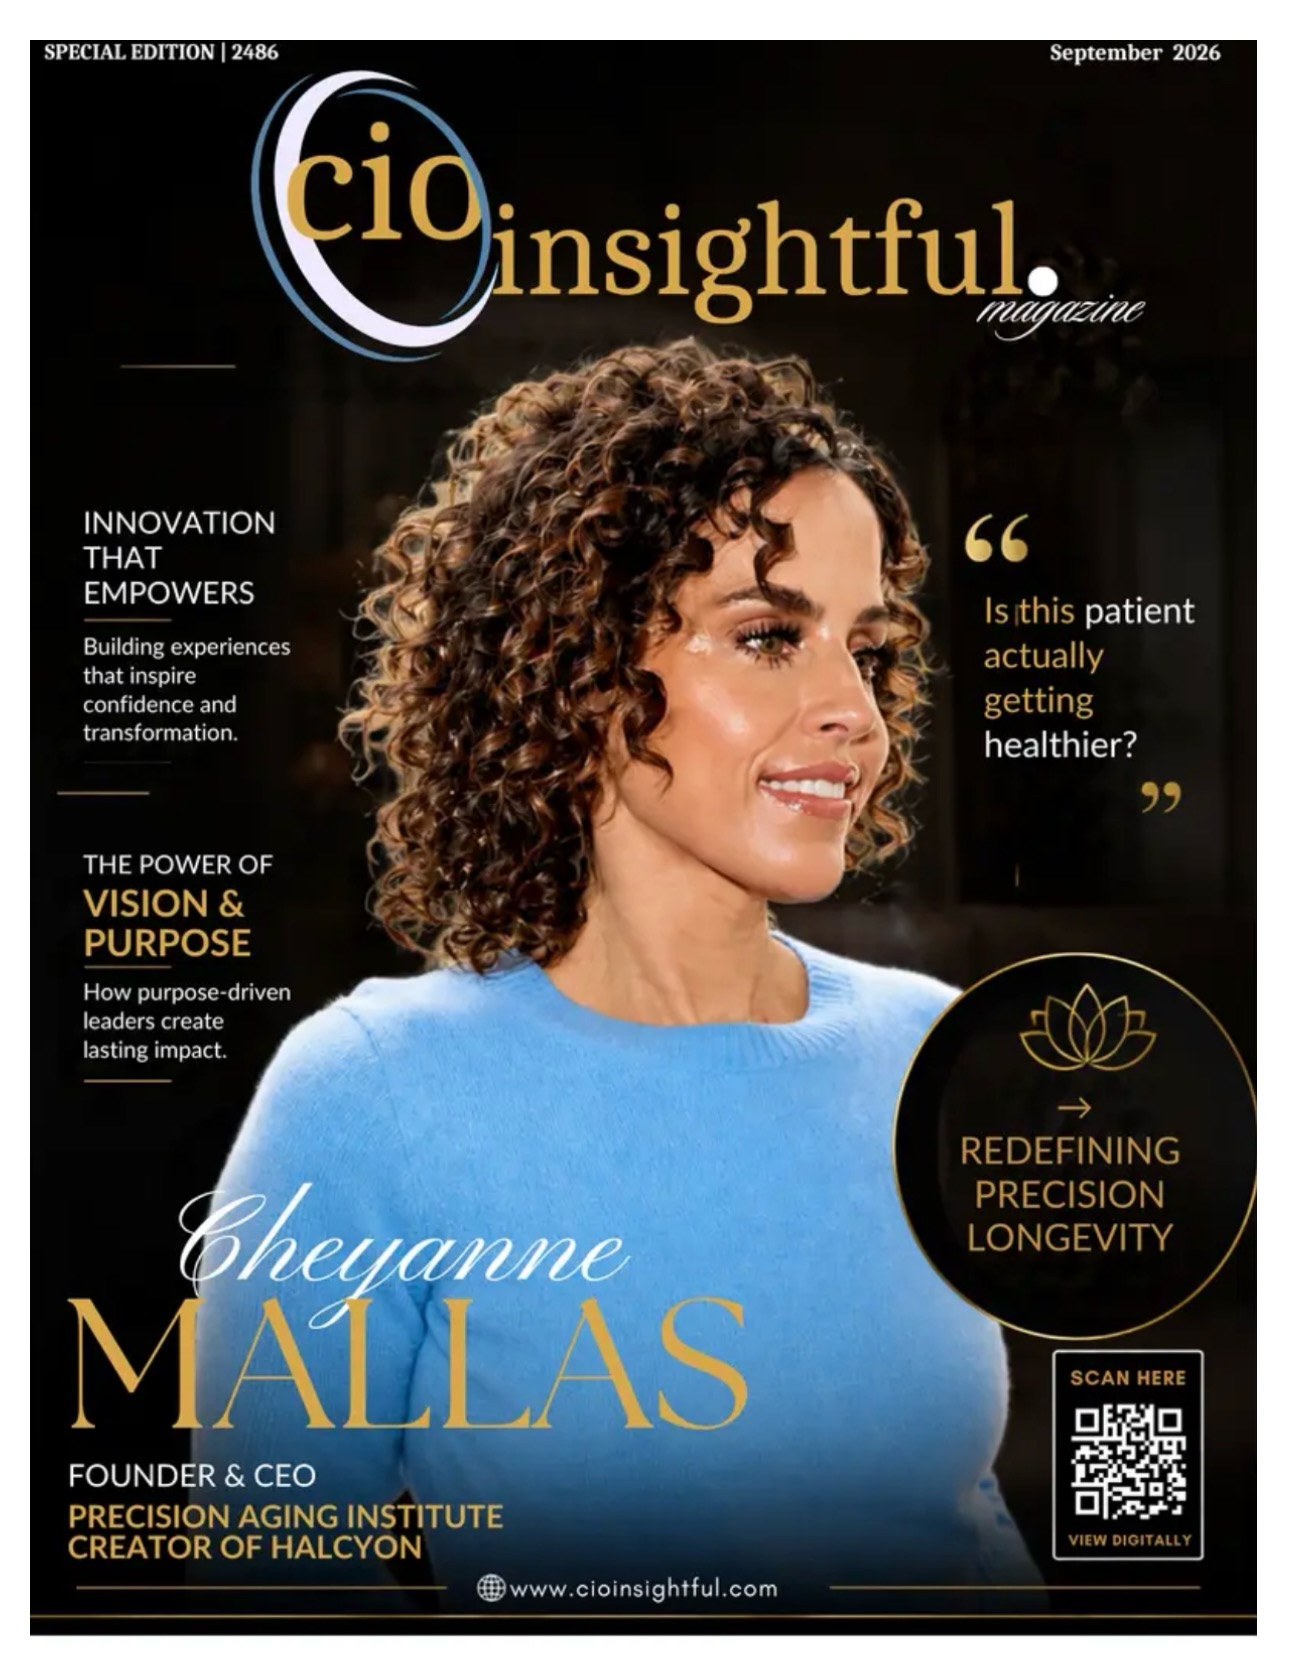 SPECIAL EDITION | 2486
September 2026
cio
insightful.
magazine
INNOVATION
THAT
EMPOWERS
Building experiences
that inspire
confidence and
transformation.
THE POWER OF
VISION &
PURPOSE
How purpose-driven
leaders create
lasting impact.
“
Is this patient
actually
getting
healthier?
”
→
REDEFINING
PRECISION
LONGEVITY
Cheyanne
MALLAS
FOUNDER & CEO
PRECISION AGING INSTITUTE
CREATOR OF HALCYON
SCAN HERE
VIEW DIGITALLY
www.cioinsightful.com